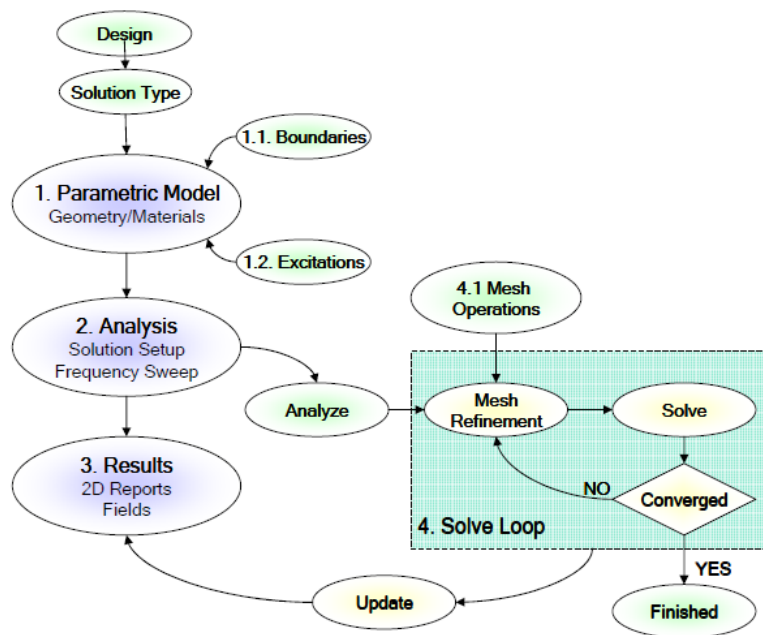 Design
Solution Type
1.1. Boundaries
1. Parametric Model
Geometry/Materials
1.2. Excitations
4.1 Mesh
Operations
2. Analysis
Solution Setup
Frequency Sweep
Analyze
Mesh
Refinement
Solve
3. Results
2D Reports
Fields
NO
Converged
4. Solve Loop
YES
Update
Finished